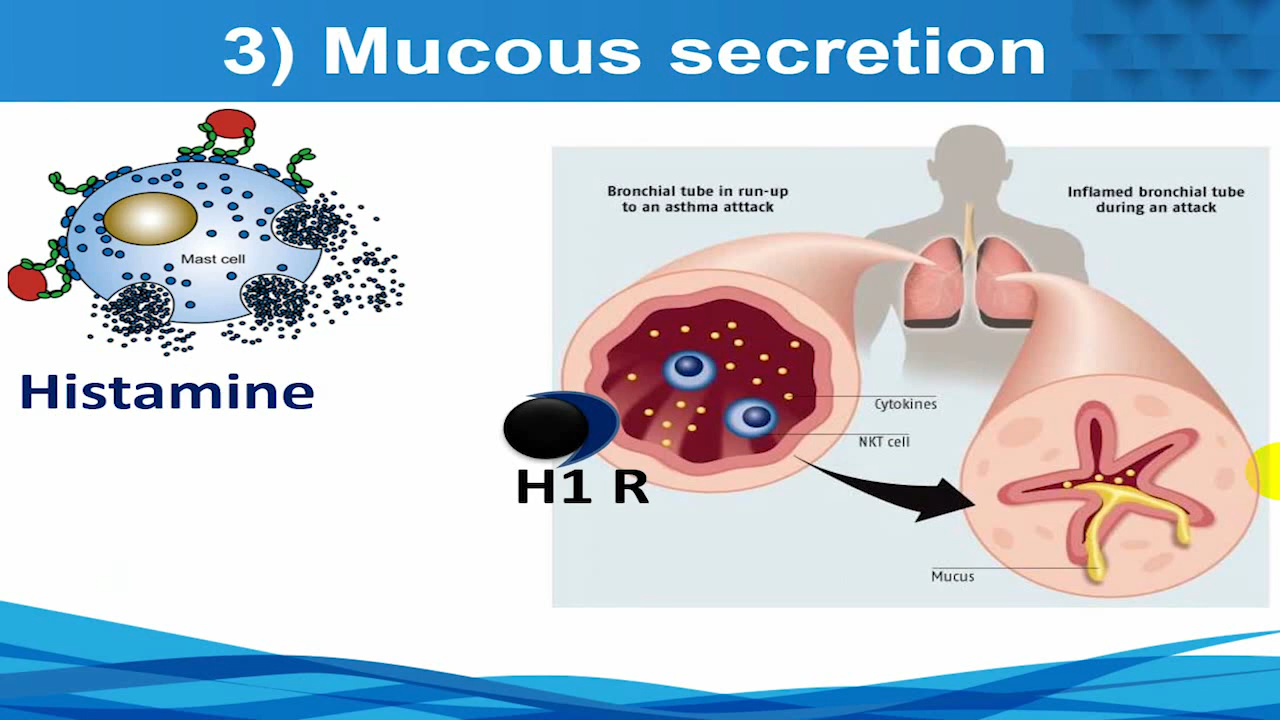 3) Mucous secretion
Mast cell
Histamine
H1 R
Bronchial tube in run-up
to an asthma atttack
Inflamed bronchial tube
during an attack
Cytokines
NKT cell
Mucus